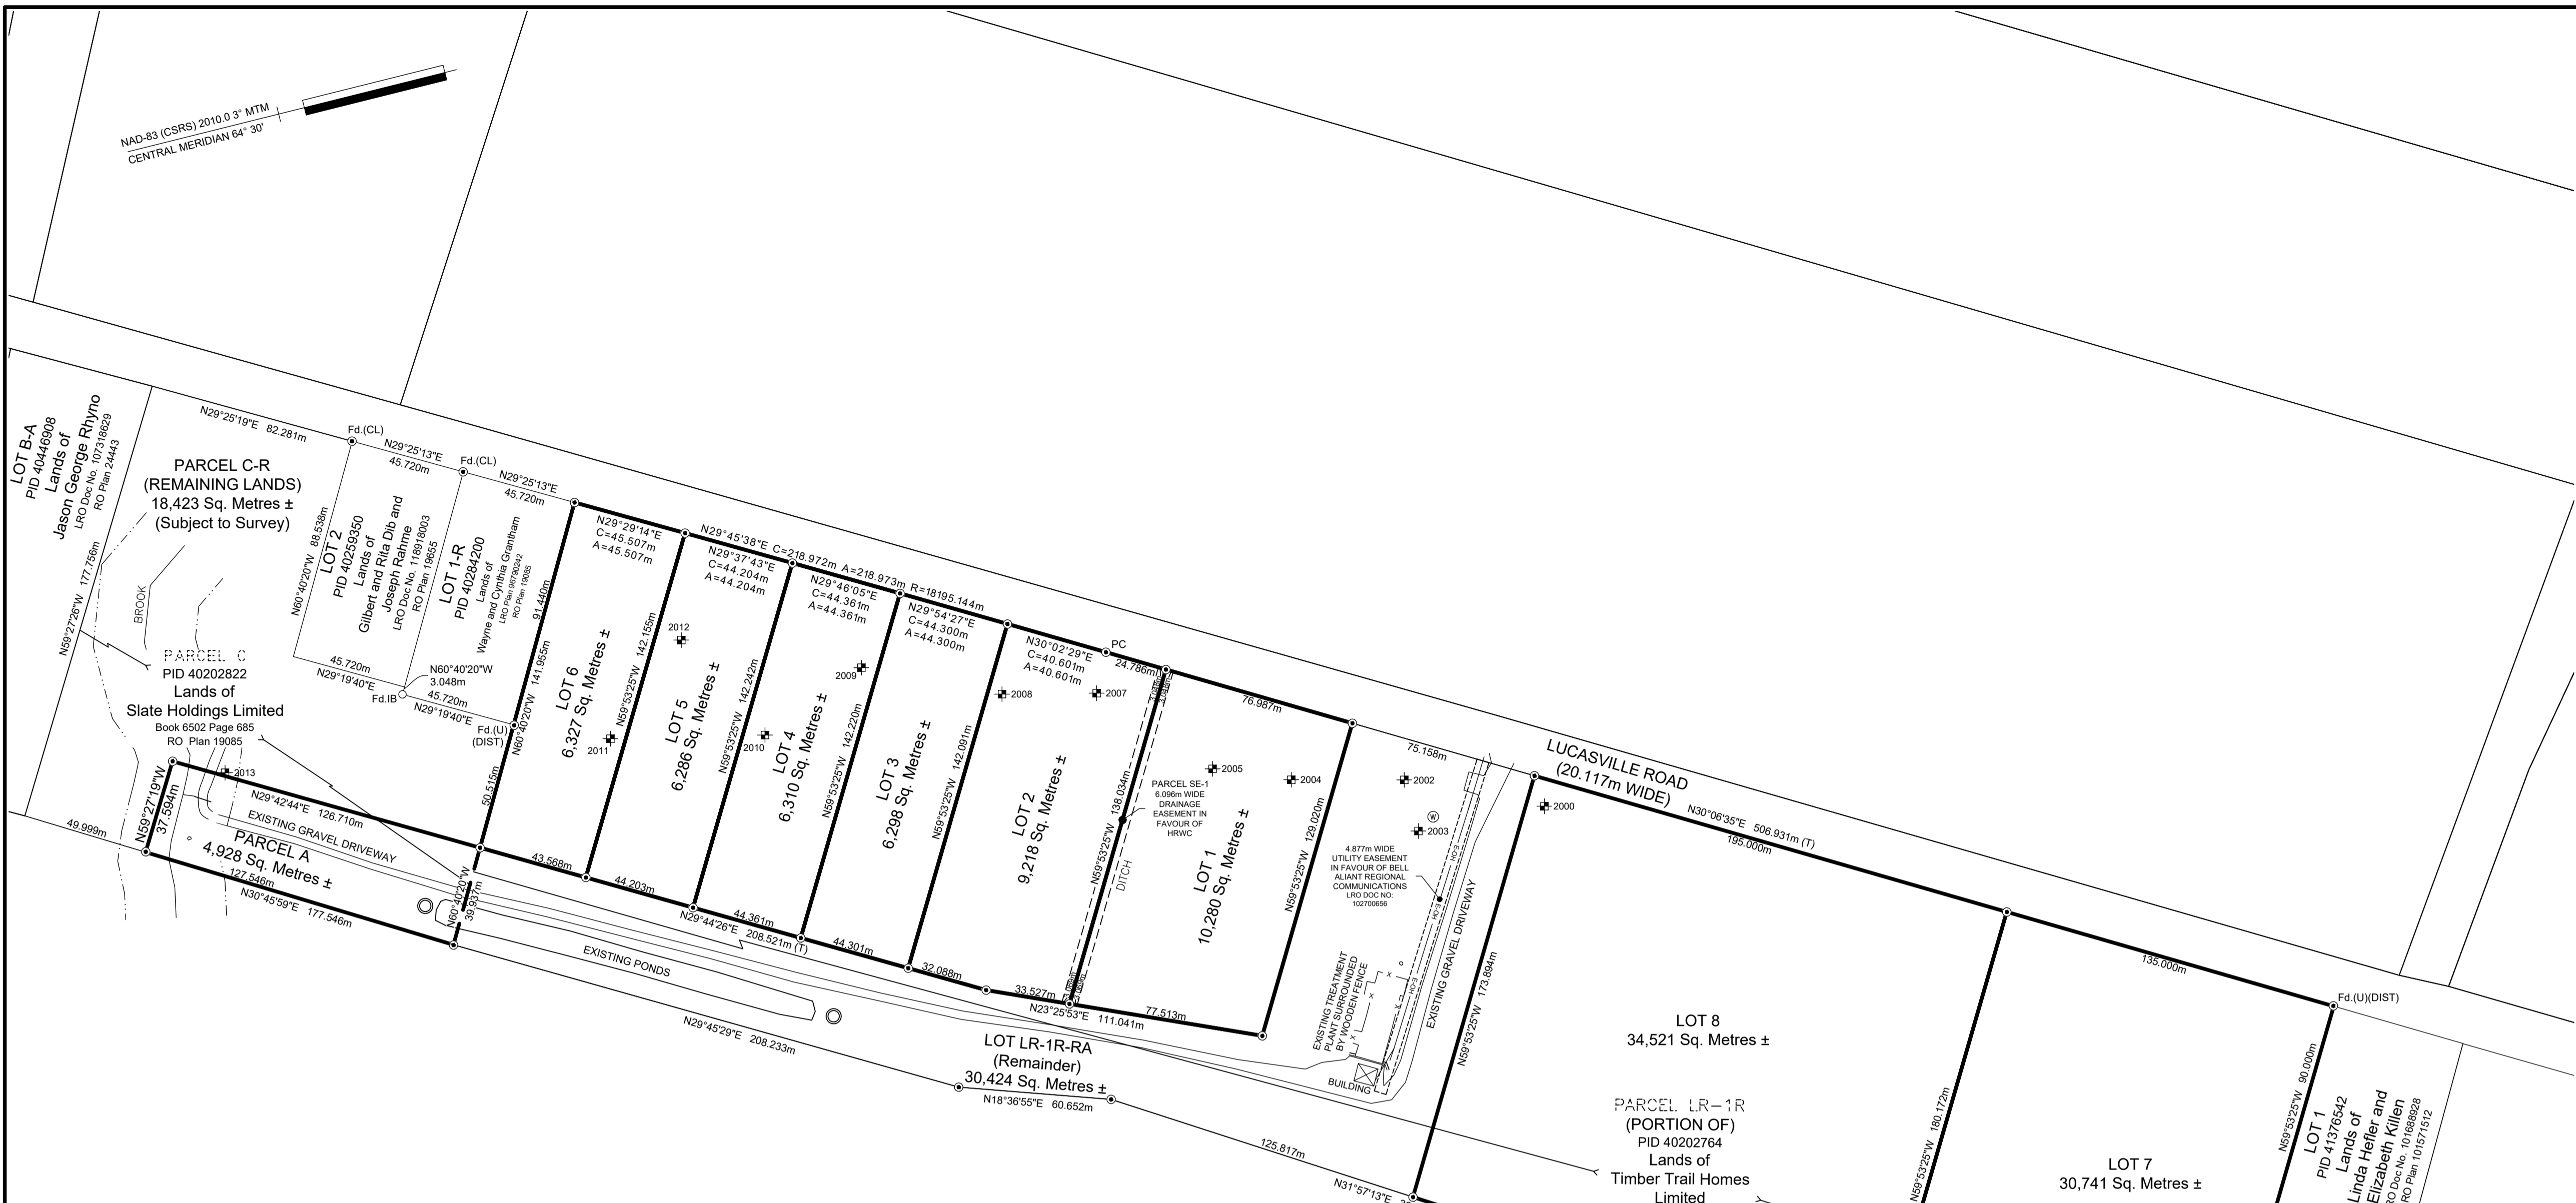 NAD-83 (CSRS) 2010.0 3° MTM
CENTRAL MERIDIAN 64° 30'
LOT B-A
PID 40446908
Lands of
Jason George Rhyno
LRO Doc No. 107318629
RO Plan 24443
N59°27'26"W 177.756m
N29°25'19"E 82.281m
PARCEL C-R
(REMAINING LANDS)
18,423 Sq. Metres ±
(Subject to Survey)
BROOK
Fd.(CL)
N29°25'13"E
45.720m
Fd.(CL)
N29°25'13"E
45.720m
N60°40'20"W 88.538m
LOT 2
PID 40259350
Lands of
Gilbert and Rita Dib and
Joseph Rahme
LRO Doc No. 118918003
RO Plan 19655
LOT 1-R
PID 40284200
Lands of
Wayne and Cynthia Grantham
LRO Plan 96790242
RO Plan 19085
91.440m
45.720m
N29°19'40"E
N60°40'20"W
3.048m
Fd.IB
45.720m
N29°19'40"E
Fd.(U)
(DIST)
N60°40'20"W 141.955m
50.515m
PARCEL C
PID 40202822
Lands of
Slate Holdings Limited
Book 6502 Page 685
RO Plan 19085
2013
N59°27'19"W
37.594m
N29°42'44"E 126.710m
EXISTING GRAVEL DRIVEWAY
PARCEL A
4,928 Sq. Metres ±
49.999m
127.546m
N30°45'59"E 177.546m
N60°40'20"W
39.937m
N29°29'14"E
C=45.507m
A=45.507m
N29°45'38"E C=218.972m A=218.973m R=18195.144m
N29°37'43"E
C=44.204m
A=44.204m
N29°46'05"E
C=44.361m
A=44.361m
N29°54'27"E
C=44.300m
A=44.300m
N30°02'29"E
C=40.601m
A=40.601m
PC
24.786m
LOT 6
6,327 Sq. Metres ±
2011
N59°53'25"W 142.155m
2012
LOT 5
6,286 Sq. Metres ±
N59°53'25"W 142.242m
2010
LOT 4
6,310 Sq. Metres ±
2009
N59°53'25"W 142.220m
LOT 3
6,298 Sq. Metres ±
N59°53'25"W 142.091m
2008
2007
LOT 2
9,218 Sq. Metres ±
N59°53'25"W 138.034m
PARCEL SE-1
6.096m WIDE
DRAINAGE
EASEMENT IN
FAVOUR OF
HRWC
DITCH
2005
2004
LOT 1
10,280 Sq. Metres ±
76.987m
N59°53'25"W 129.020m
43.568m
44.203m
N29°44'26"E 208.521m (T)
44.361m
44.301m
32.088m
33.527m
N23°25'53"E 111.041m
77.513m
EXISTING PONDS
N29°45'29"E 208.233m
LOT LR-1R-RA
(Remainder)
30,424 Sq. Metres ±
N18°36'55"E 60.652m
125.817m
N31°57'13"E
75.158m
2002
W
2003
4.877m WIDE
UTILITY EASEMENT
IN FAVOUR OF BELL
ALIANT REGIONAL
COMMUNICATIONS
LRO DOC NO:
102700656
E-OH
E-OH
E-OH
EXISTING GRAVEL DRIVEWAY
EXISTING TREATMENT
PLANT SURROUNDED
BY WOODEN FENCE
BUILDING
LUCASVILLE ROAD
(20.117m WIDE)
2000
N30°06'35"E 506.931m (T)
195.000m
N59°53'25"W 173.894m
LOT 8
34,521 Sq. Metres ±
PARCEL LR-1R
(PORTION OF)
PID 40202764
Lands of
Timber Trail Homes
Limited
N59°53'25"W 180.172m
135.000m
Fd.(U)(DIST)
N59°53'25"W 90.000m
LOT 7
30,741 Sq. Metres ±
LOT 1
PID 41376542
Lands of
Linda Hefler and
Elizabeth Killen
LRO Doc No. 101688928
RO Plan 101571512